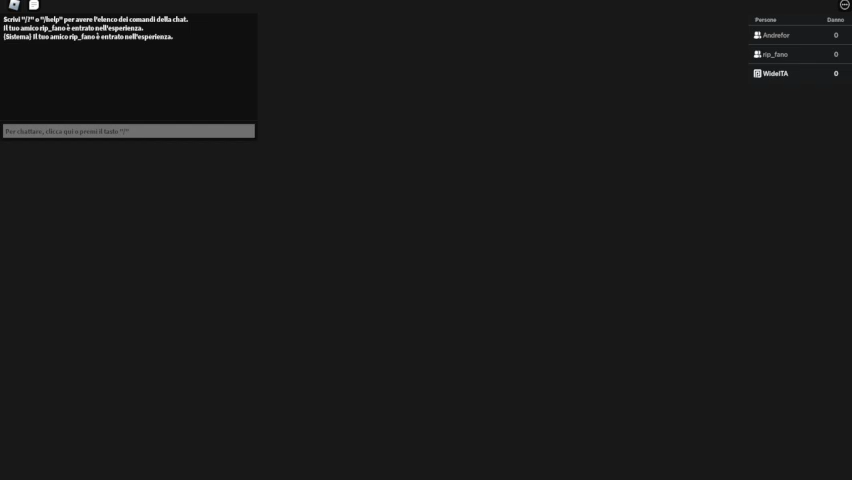 Scrivi "/?" o "/help" per avere l'elenco dei comandi della chat.
Il tuo amico rip_fano è entrato nell'esperienza.
{Sistema} Il tuo amico rip_fano è entrato nell'esperienza.
Per chattare, clicca qui o premi il tasto "/"
Persone Danno
Andrefor 0
rip_fano 0
WideITA 0